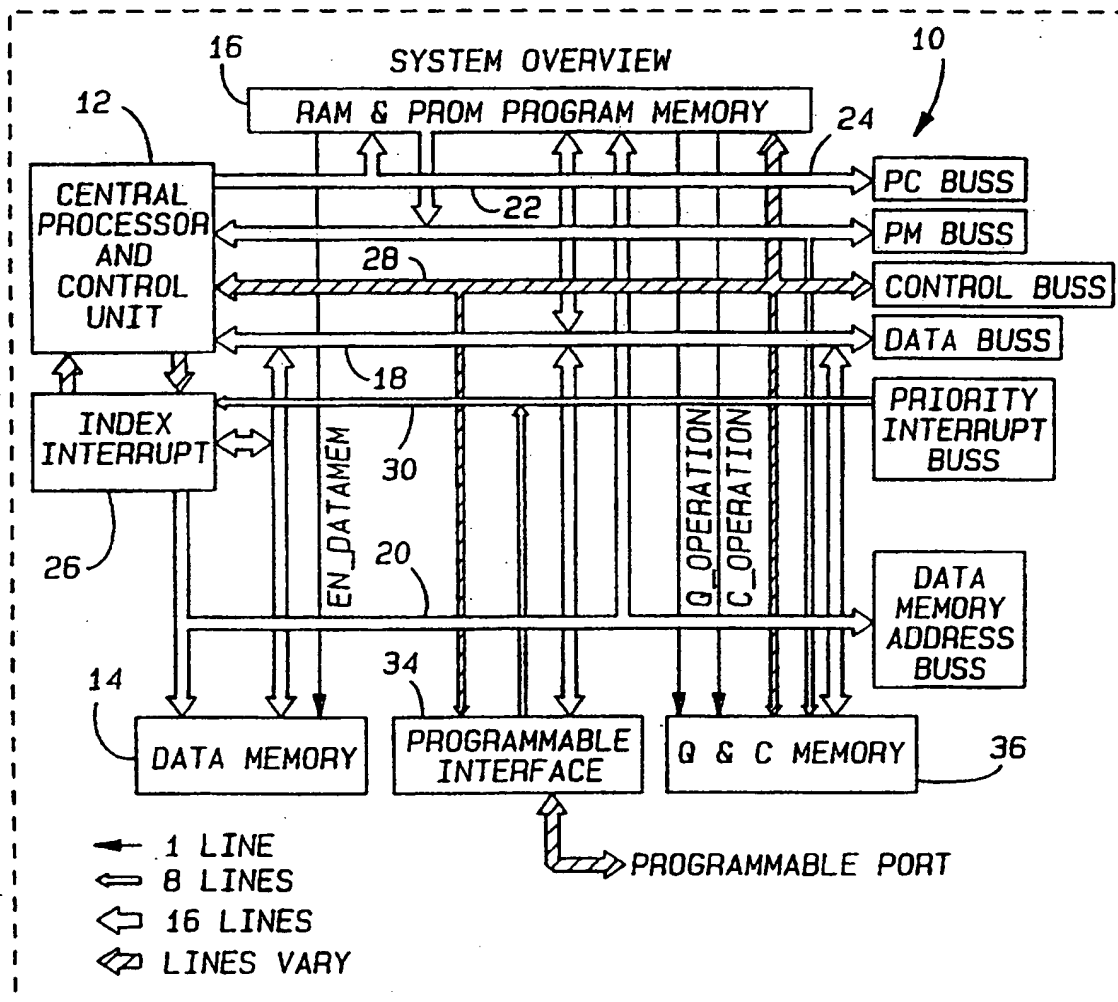 10
16
SYSTEM OVERVIEW
RAM & PROM PROGRAM MEMORY
12
24
CENTRAL
PROCESSOR
AND
CONTROL
UNIT
22
PC BUSS
PM BUSS
28
CONTROL BUSS
DATA BUSS
18
INDEX
INTERRUPT
30
PRIORITY
INTERRUPT
BUSS
EN_DATAMEM
Q_OPERATION
C_OPERATION
26
20
DATA
MEMORY
ADDRESS
BUSS
14
34
DATA MEMORY
PROGRAMMABLE
INTERFACE
Q & C MEMORY
36
1 LINE
8 LINES
16 LINES
LINES VARY
PROGRAMMABLE PORT